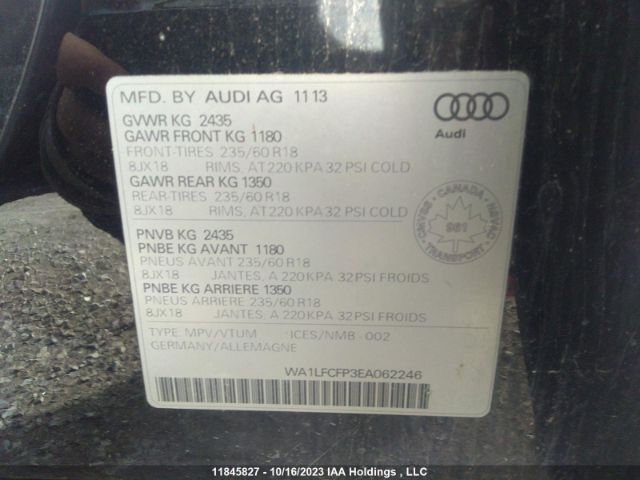 MFD. BY AUDI AG 11 13
GVWR KG 2435
GAWR FRONT KG 1180
FRONT-TIRES 235/60 R18
8JX18 RIMS, AT 220 KPA 32 PSI COLD
GAWR REAR KG 1350
REAR-TIRES 235/60 R18
8JX18 RIMS, AT 220 KPA 32 PSI COLD
Audi
CANADA
961
PNVB KG 2435
PNBE KG AVANT 1180
PNEUS AVANT 235/60 R18
8JX18 JANTES, A 220 KPA 32 PSI FROIDS
PNBE KG ARRIERE 1350
PNEUS ARRIERE 235/60 R18
8JX18 JANTES, A 220 KPA 32 PSI FROIDS
TYPE: MPV/VTUM ICES/NMB - 002
GERMANY/ALLEMAGNE
WA1LFCFP3EA062246
11845827 - 10/16/2023 IAA Holdings , LLC